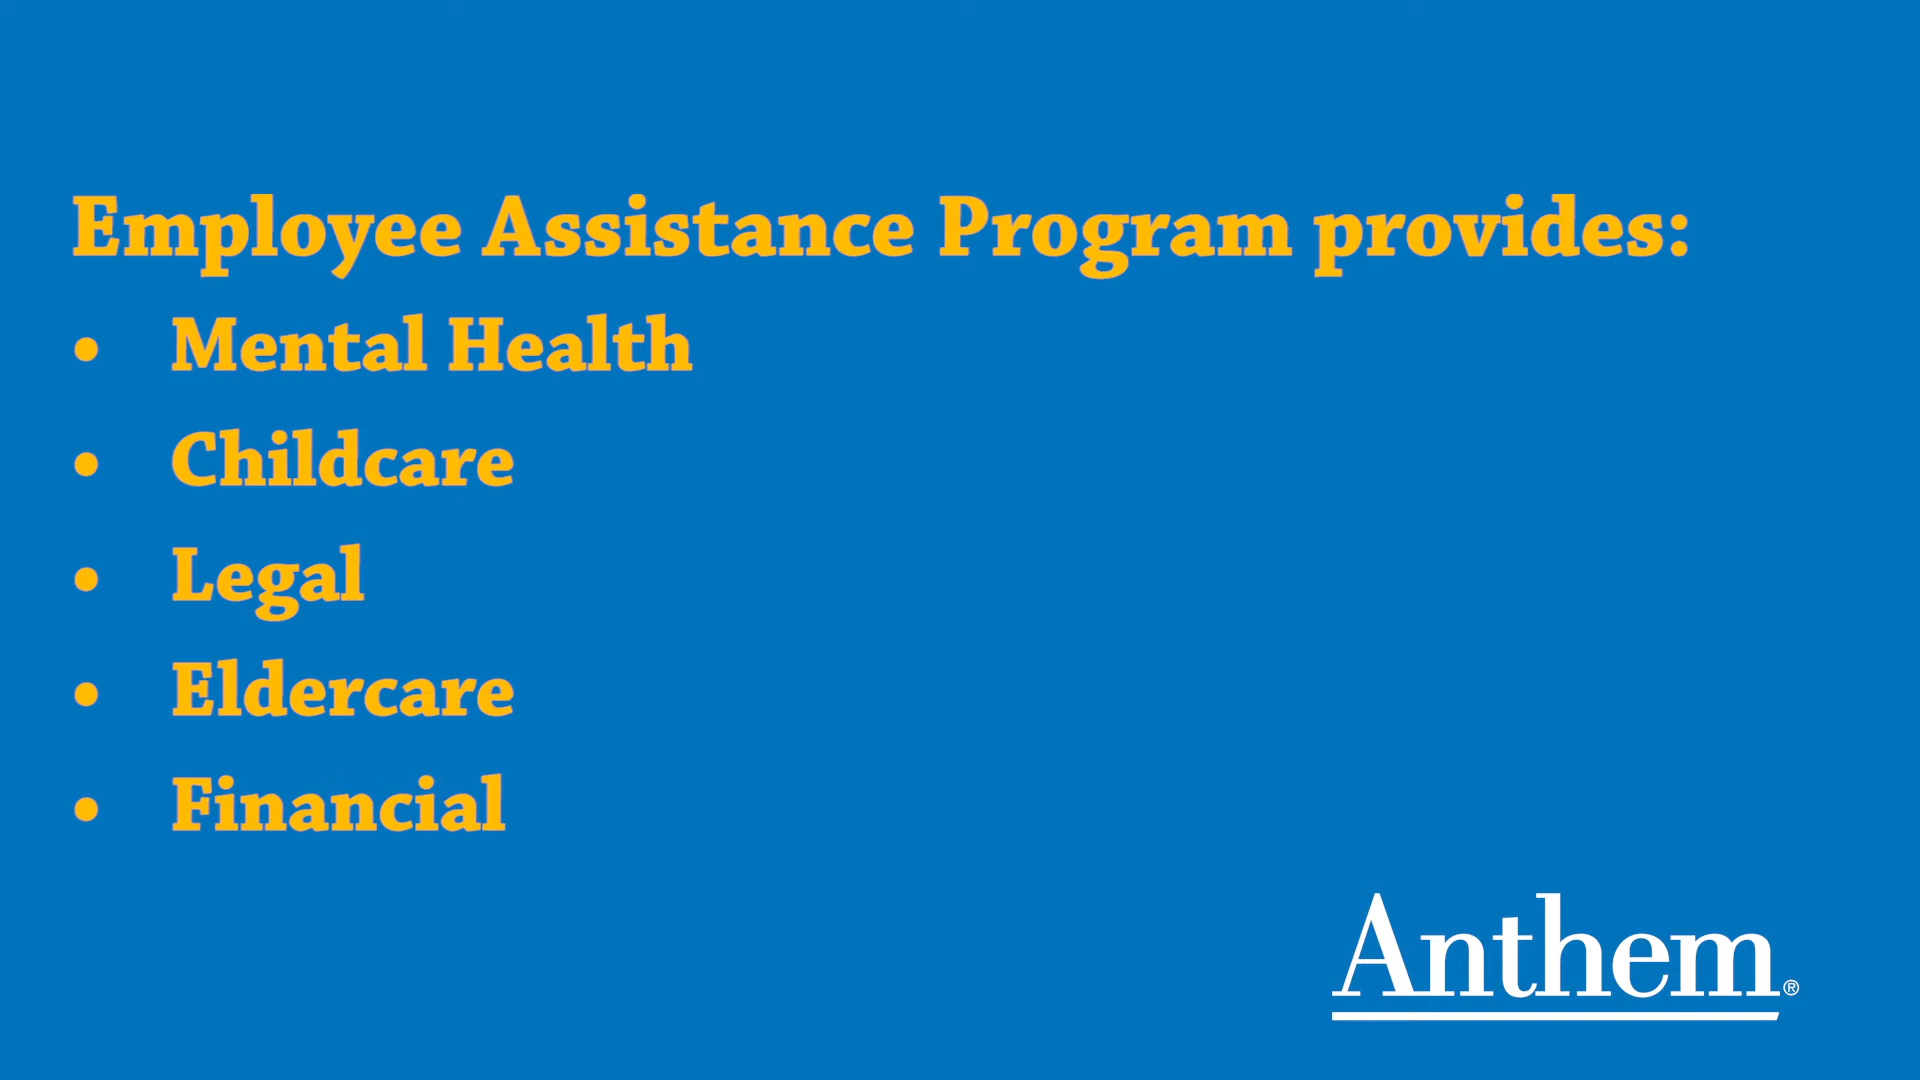 Employee Assistance Program provides:
• Mental Health
• Childcare
• Legal
• Eldercare
• Financial
Anthem®